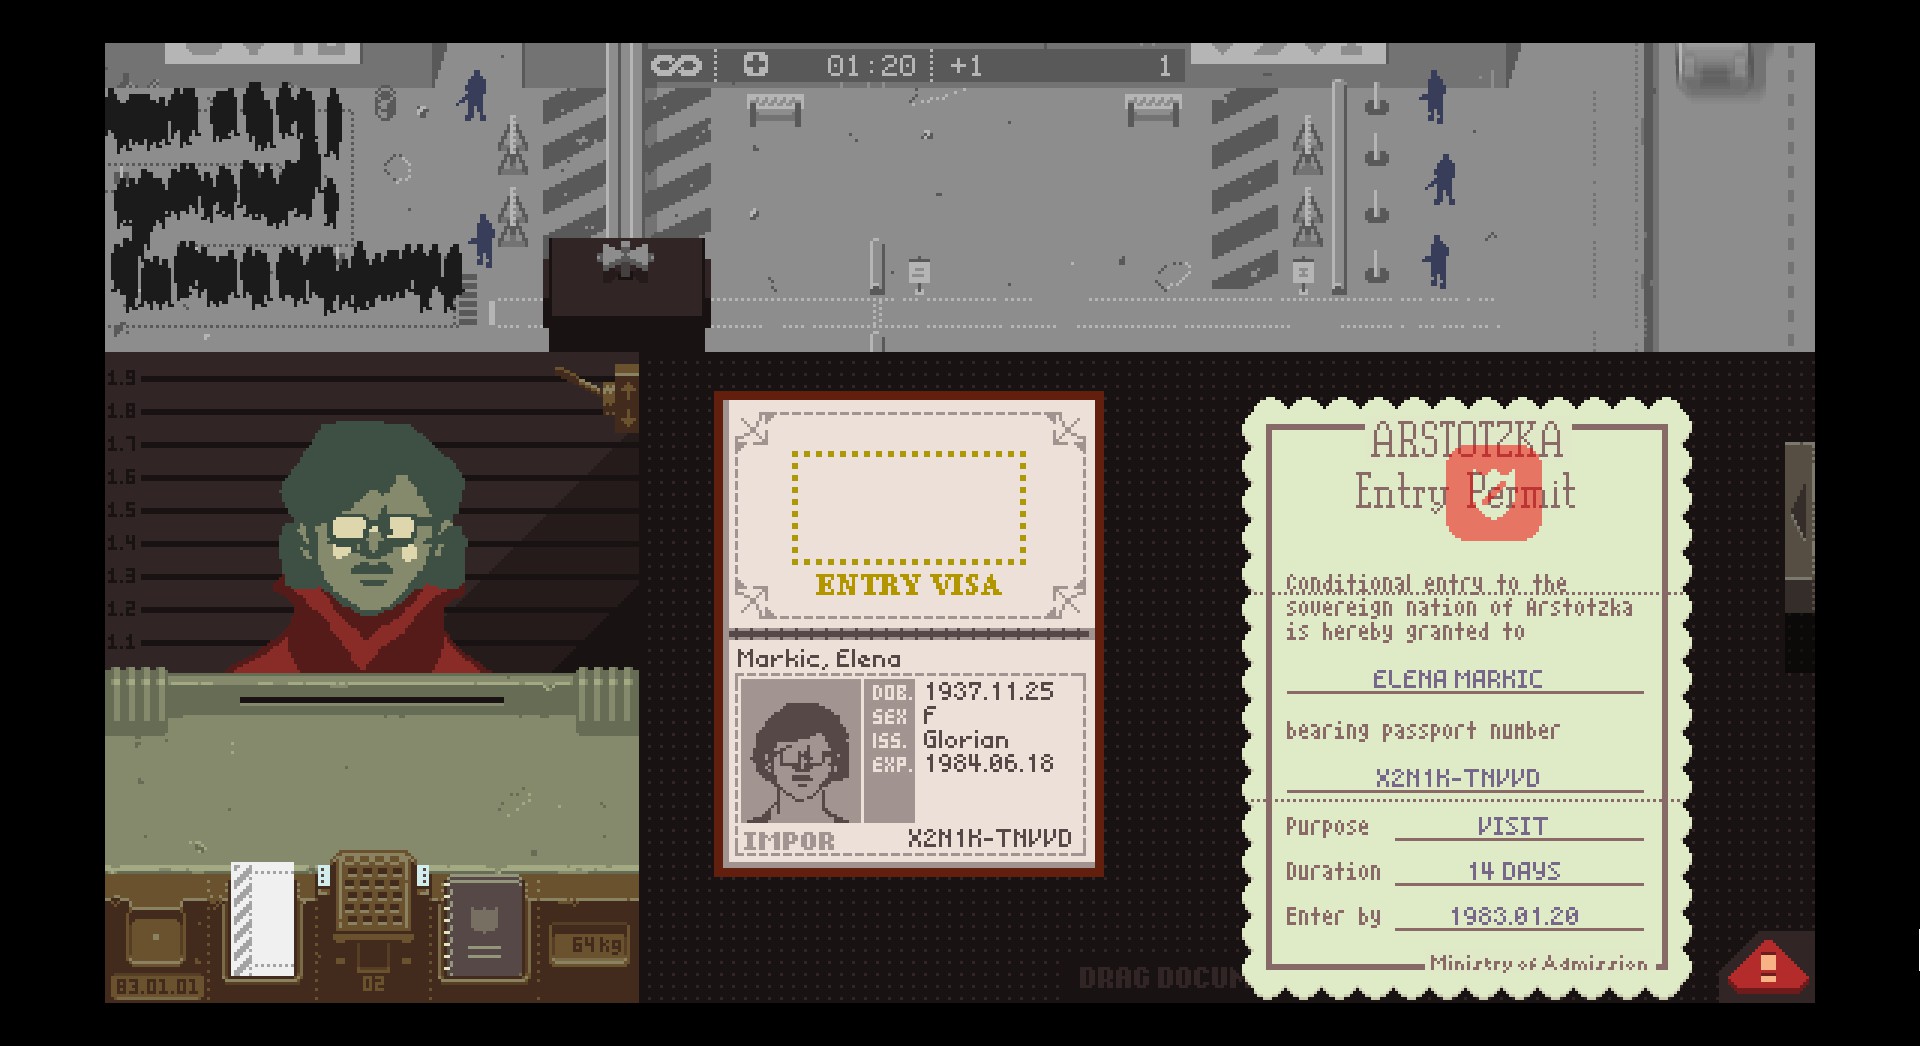 01:20
+1
1
1.9
1.8
1.7
1.6
1.5
1.4
1.3
1.2
1.1
ENTRY VISA
Markic, Elena
DOB. 1937.11.25
SEX F
ISS. Glorian
EXP. 1984.06.18
IMPOR X2N1K-TNVVD
ARSTOTZKA
Entry Permit
Conditional entry to the
sovereign nation of Arstotzka
is hereby granted to
ELENA MARKIC
bearing passport number
X2N1K-TNVVD
Purpose VISIT
Duration 14 DAYS
Enter by 1983.01.20
Ministry of Admission
64kg
83.01.01
02
DRAG